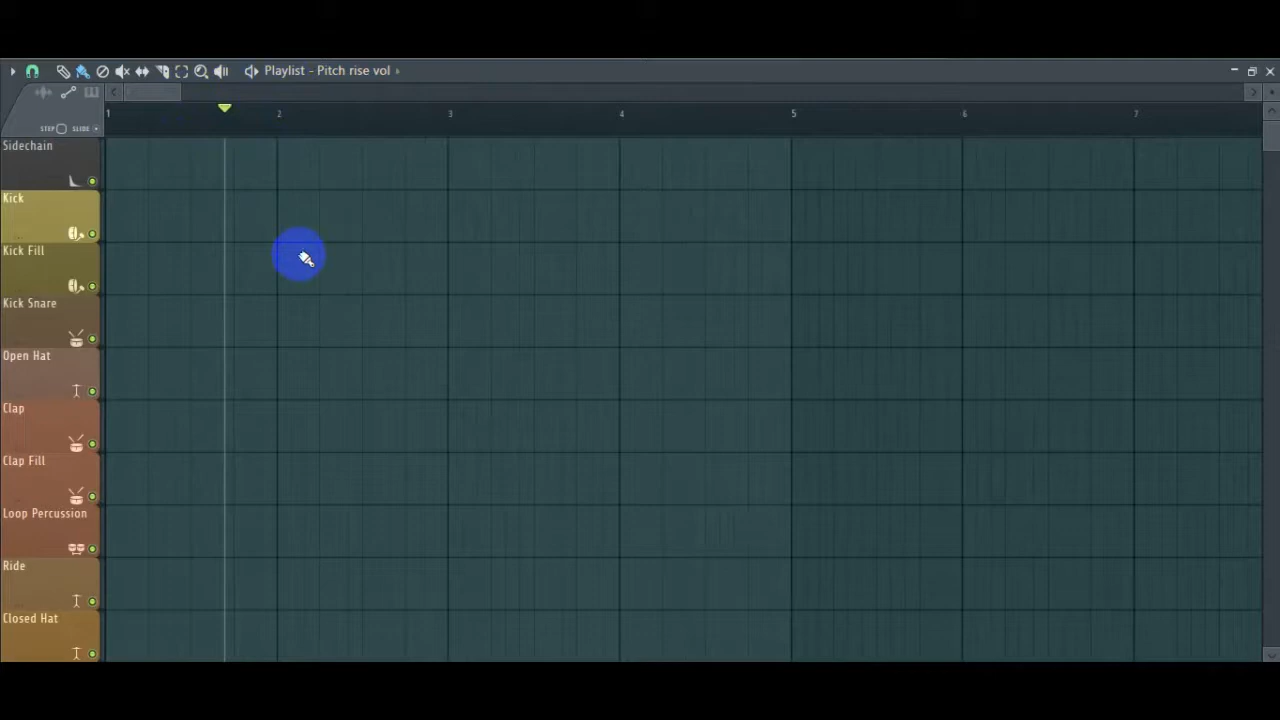 Playlist - Pitch rise vol
1 2 3 4 5 6 7
STEP SLIDE
Sidechain
Kick
Kick Fill
Kick Snare
Open Hat
Clap
Clap Fill
Loop Percussion
Ride
Closed Hat